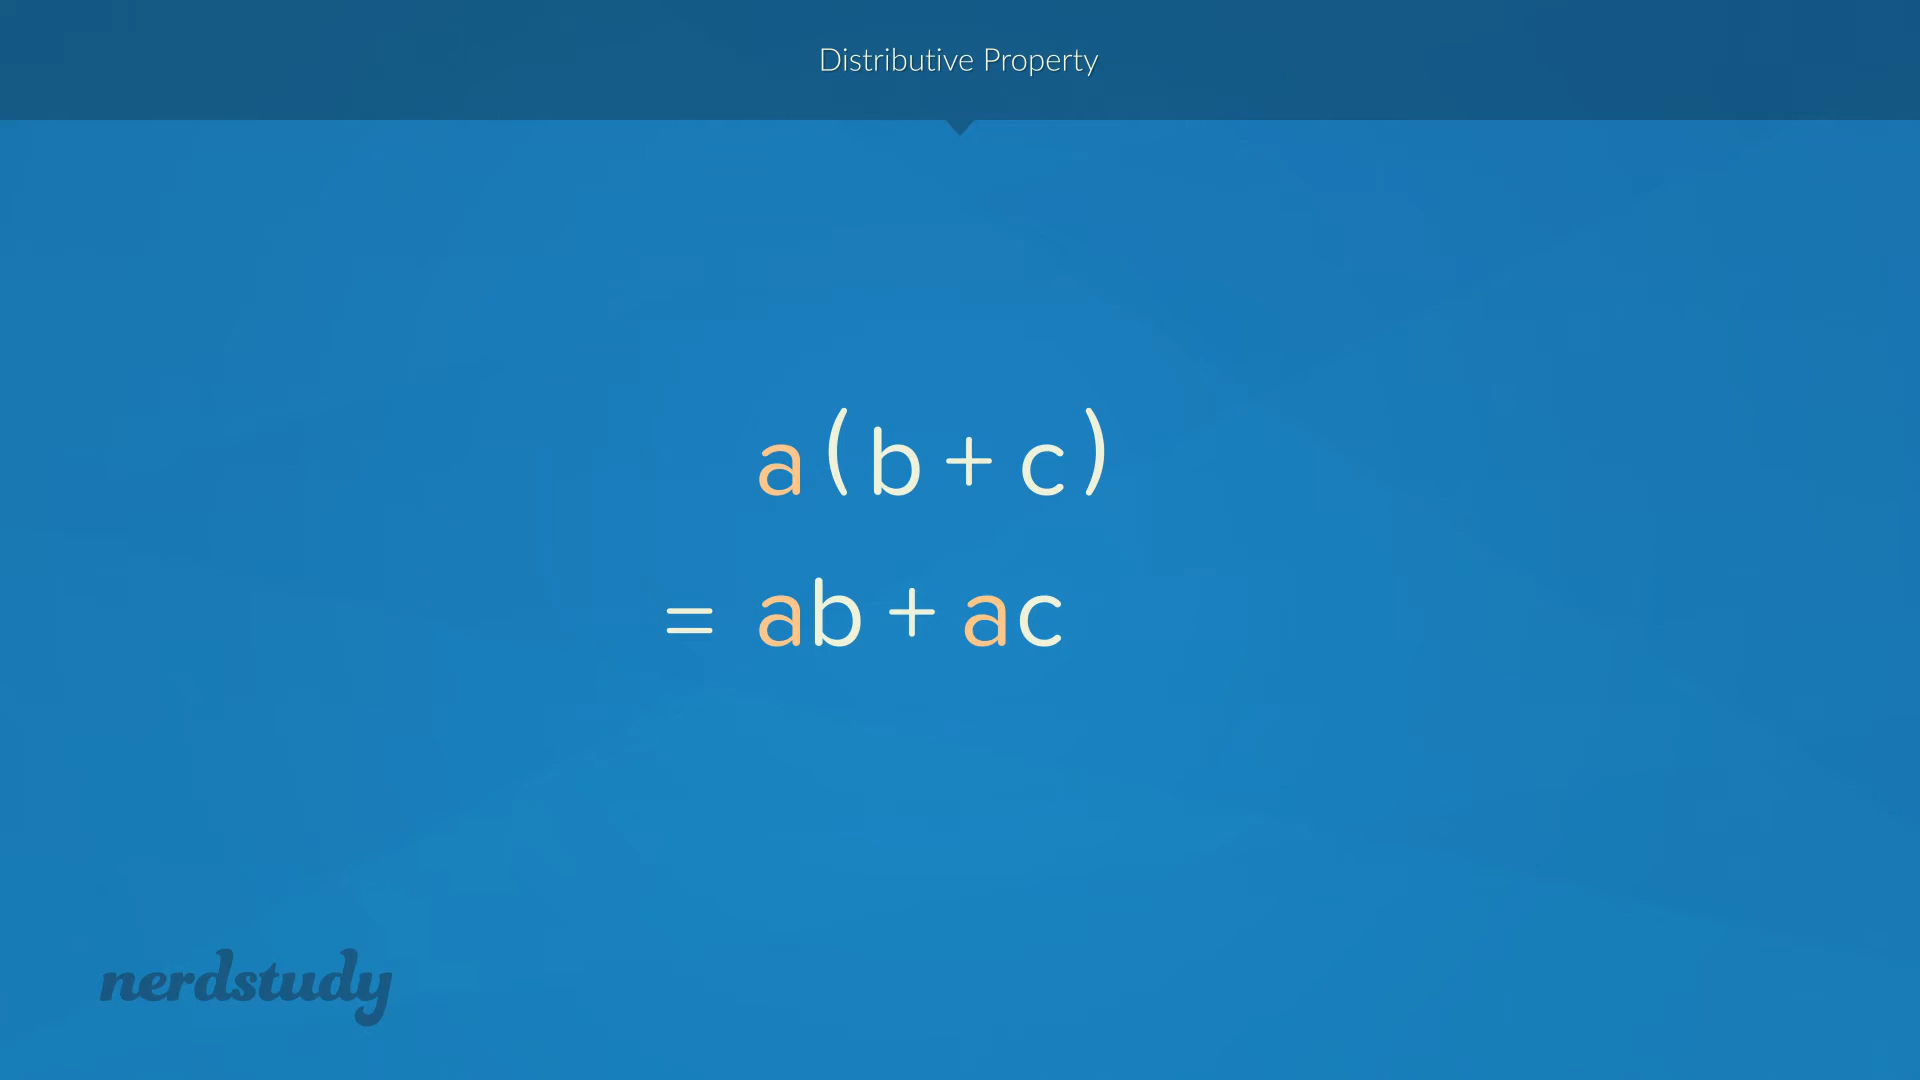 Distributive Property
a(b + c)
= ab + ac
nerdstudy